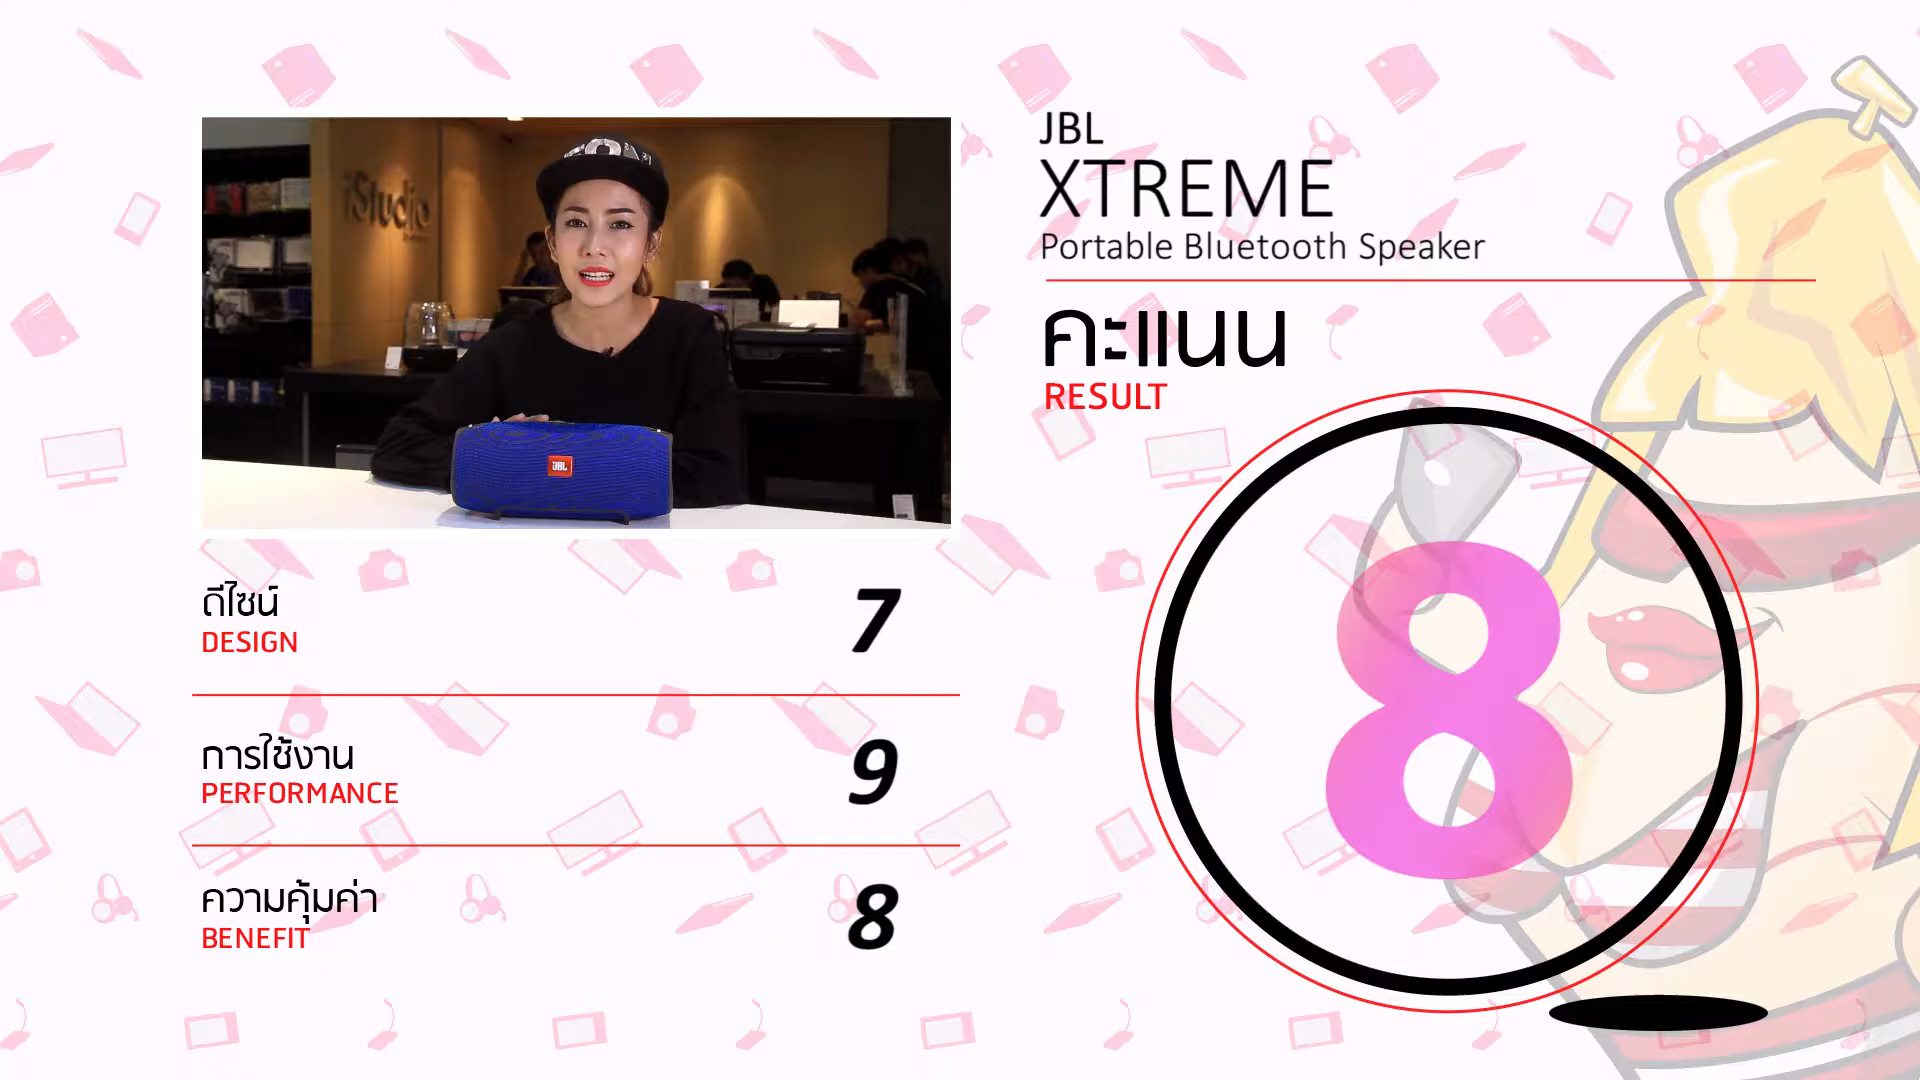 iStudio
JBL
JBL
XTREME
Portable Bluetooth Speaker
คะแนน
RESULT
8
ดีไซน์
DESIGN
7
การใช้งาน
PERFORMANCE
9
ความคุ้มค่า
BENEFIT
8